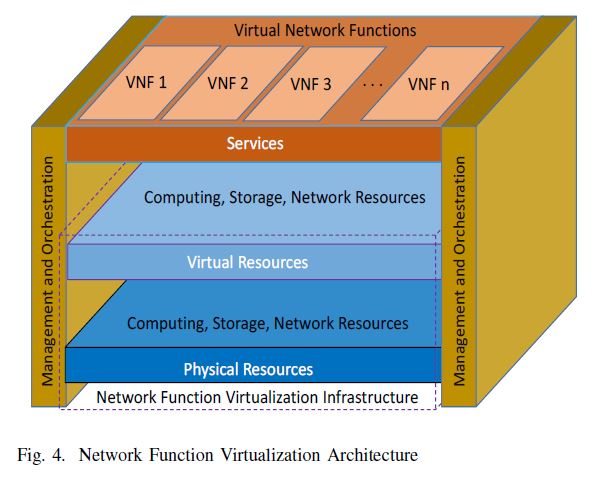 Virtual Network Functions
VNF 1 VNF 2 VNF 3 ... VNF n
Services
Management and Orchestration
Management and Orchestration
Computing, Storage, Network Resources
Virtual Resources
Computing, Storage, Network Resources
Physical Resources
Network Function Virtualization Infrastructure
Fig. 4. Network Function Virtualization Architecture